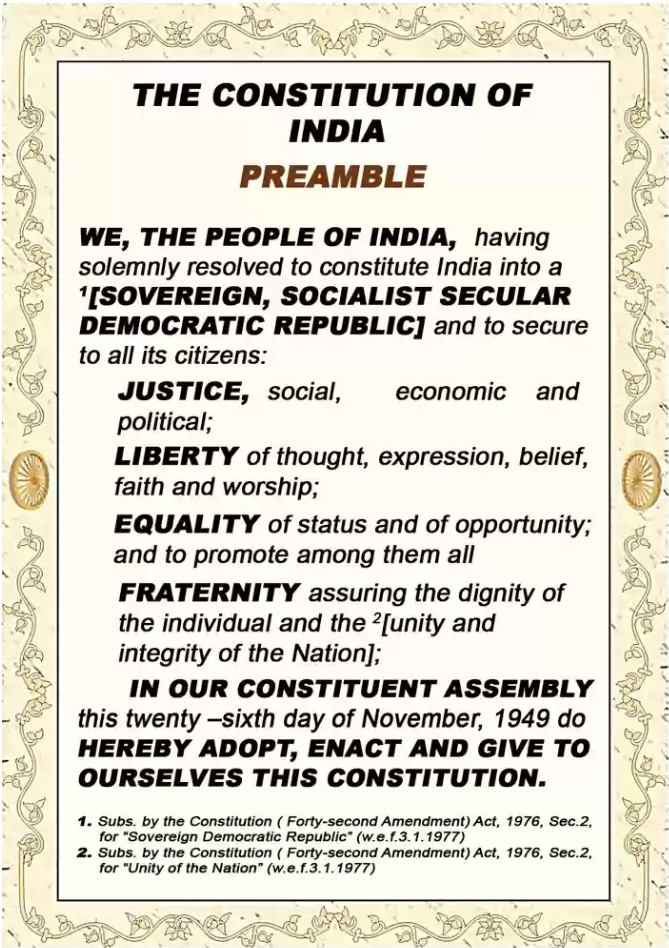 THE CONSTITUTION OF
INDIA
PREAMBLE
WE, THE PEOPLE OF INDIA, having
solemnly resolved to constitute India into a
¹[SOVEREIGN, SOCIALIST SECULAR
DEMOCRATIC REPUBLIC] and to secure
to all its citizens:
JUSTICE, social, economic and
political;
LIBERTY of thought, expression, belief,
faith and worship;
EQUALITY of status and of opportunity;
and to promote among them all
FRATERNITY assuring the dignity of
the individual and the ²[unity and
integrity of the Nation];
IN OUR CONSTITUENT ASSEMBLY
this twenty –sixth day of November, 1949 do
HEREBY ADOPT, ENACT AND GIVE TO
OURSELVES THIS CONSTITUTION.
1. Subs. by the Constitution ( Forty-second Amendment) Act, 1976, Sec.2,
for "Sovereign Democratic Republic" (w.e.f.3.1.1977)
2. Subs. by the Constitution ( Forty-second Amendment) Act, 1976, Sec.2,
for "Unity of the Nation" (w.e.f.3.1.1977)